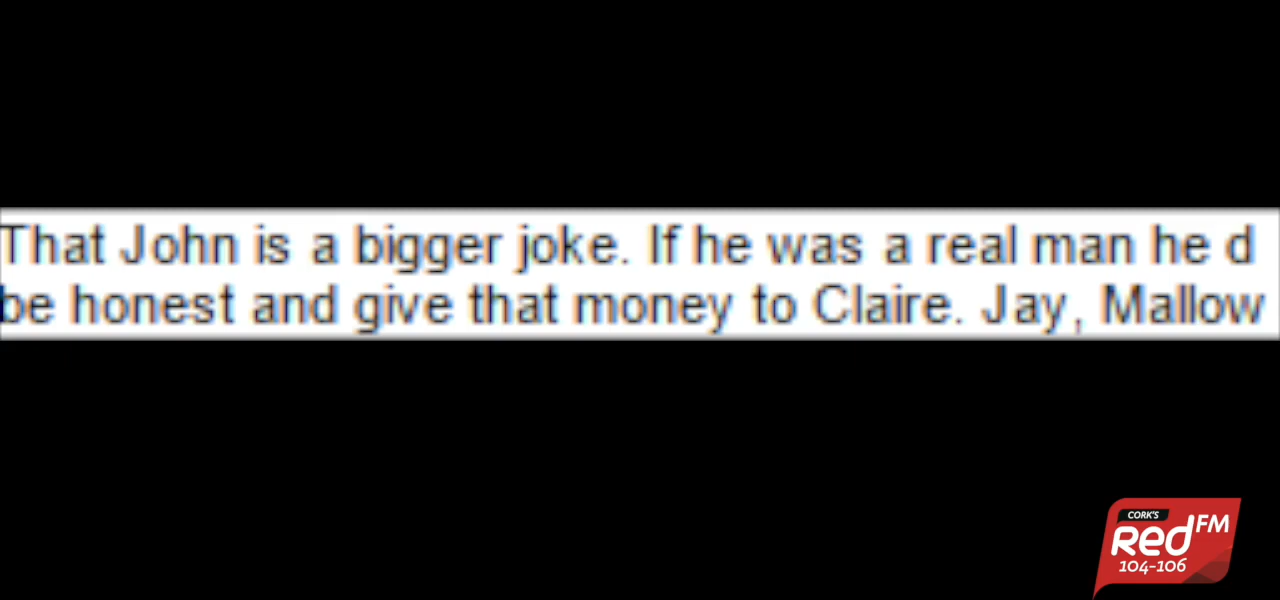 That John is a bigger joke. If he was a real man he d
be honest and give that money to Claire. Jay, Mallow
CORK'S
Red FM
104-106